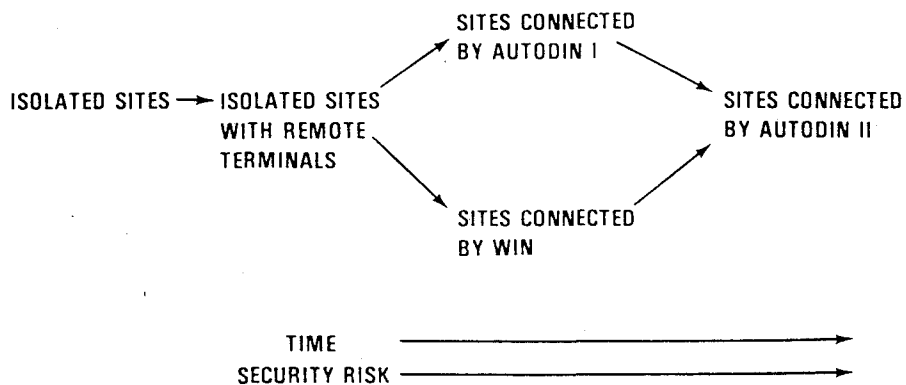 SITES CONNECTED
BY AUTODIN I
ISOLATED SITES
ISOLATED SITES
WITH REMOTE
TERMINALS
SITES CONNECTED
BY AUTODIN II
SITES CONNECTED
BY WIN
TIME
SECURITY RISK